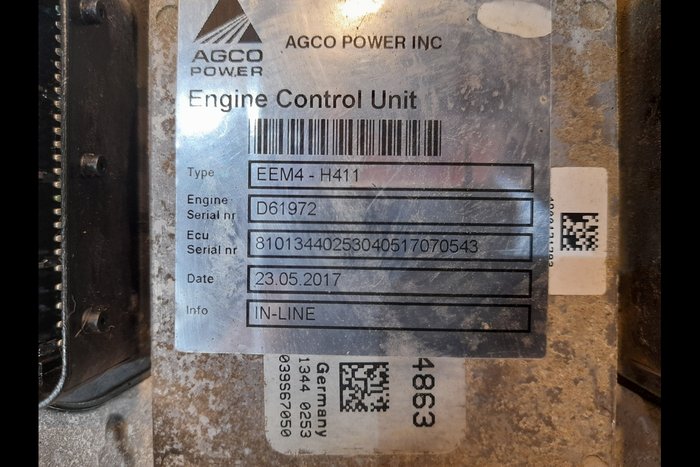 AGCO
POWER
AGCO POWER INC
Engine Control Unit
Type EEM4 - H411
Engine Serial nr D61972
Ecu Serial nr 81013440253040517070543
Date 23.05.2017
Info IN-LINE
Germany
1344 0253
039S67050
4863